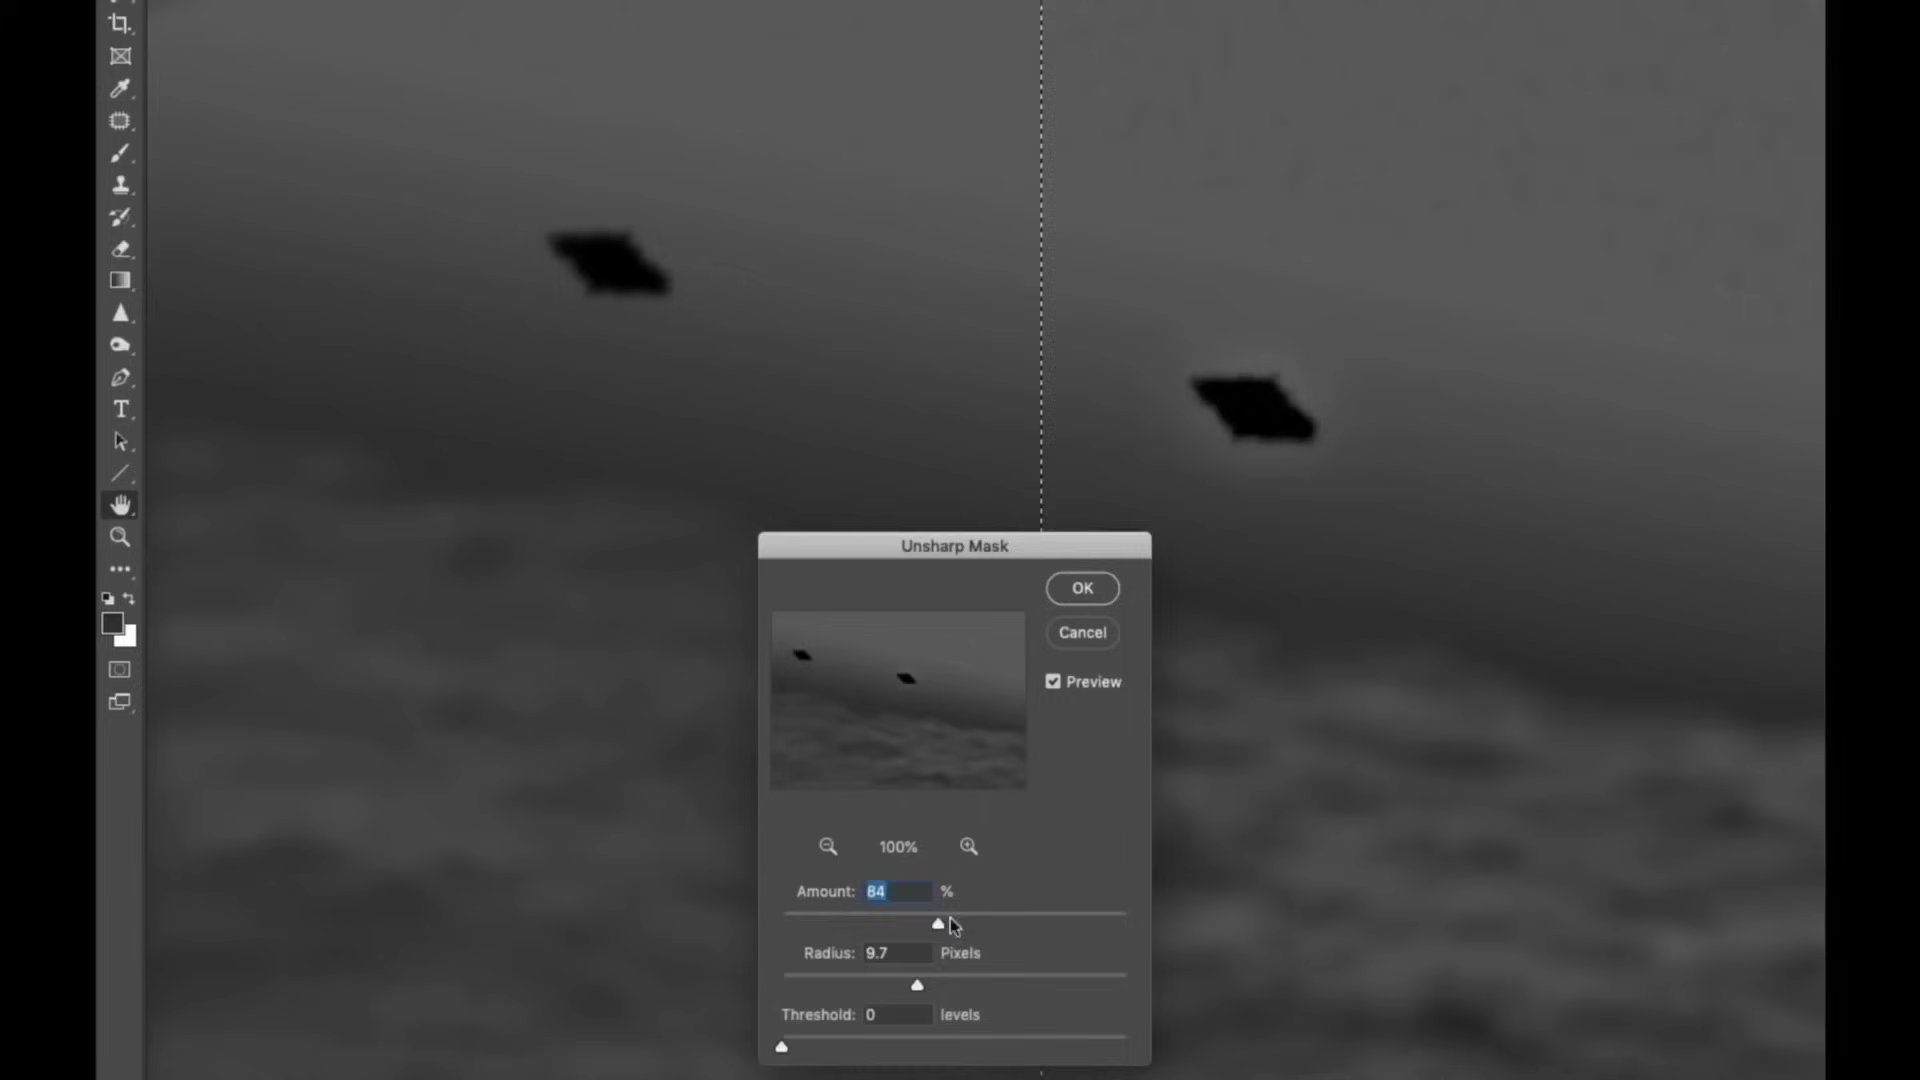 Unsharp Mask
OK
Cancel
Preview
100%
Amount: 84 %
Radius: 9.7 Pixels
Threshold: 0 levels
T